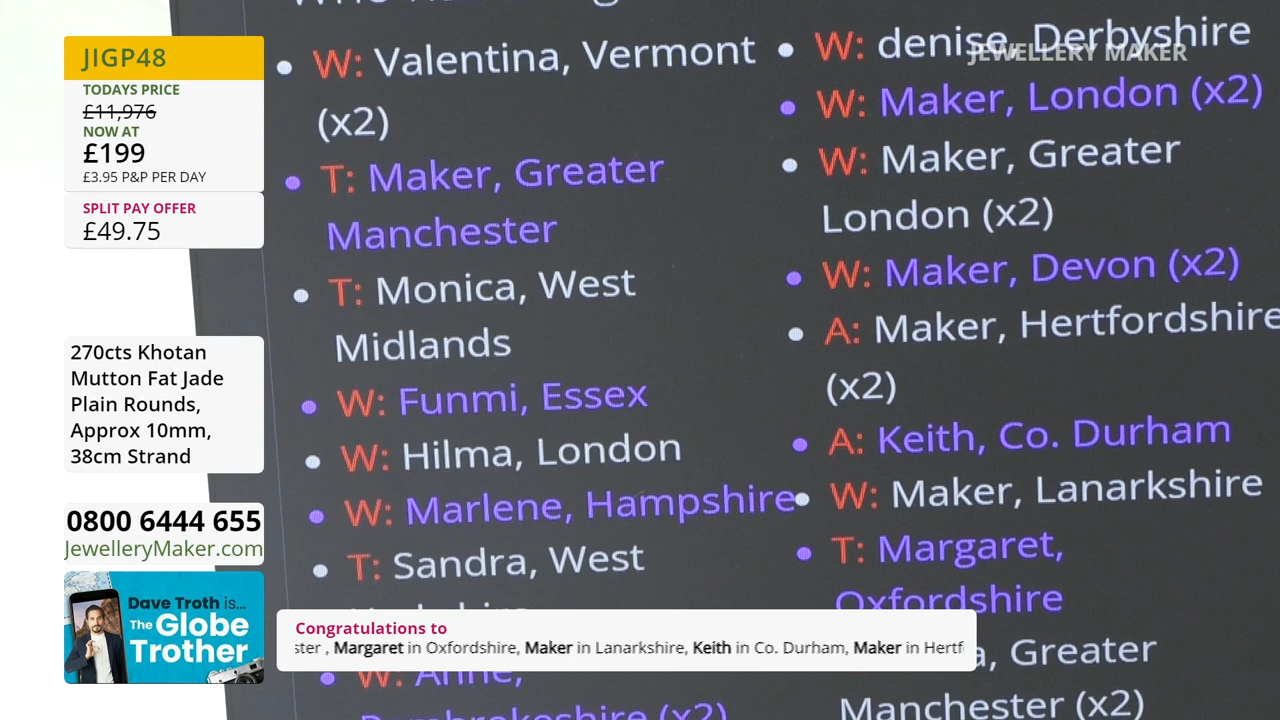 JIGP48
TODAYS PRICE
£11,976
NOW AT
£199
£3.95 P&P PER DAY
SPLIT PAY OFFER
£49.75
270cts Khotan
Mutton Fat Jade
Plain Rounds,
Approx 10mm,
38cm Strand
0800 6444 655
JewelleryMaker.com
Dave Troth is...
The Globe
Trother
W: Valentina, Vermont
(x2)
T: Maker, Greater
Manchester
T: Monica, West
Midlands
W: Funmi, Essex
W: Hilma, London
W: Marlene, Hampshire
T: Sandra, West
W: Anne,
Pembrokeshire (x2)
JEWELLERY MAKER
W: denise, Derbyshire
W: Maker, London (x2)
W: Maker, Greater
London (x2)
W: Maker, Devon (x2)
A: Maker, Hertfordshire
(x2)
A: Keith, Co. Durham
W: Maker, Lanarkshire
T: Margaret,
Oxfordshire
a, Greater
Manchester (x2)
Congratulations to
ster , Margaret in Oxfordshire, Maker in Lanarkshire, Keith in Co. Durham, Maker in Hertf